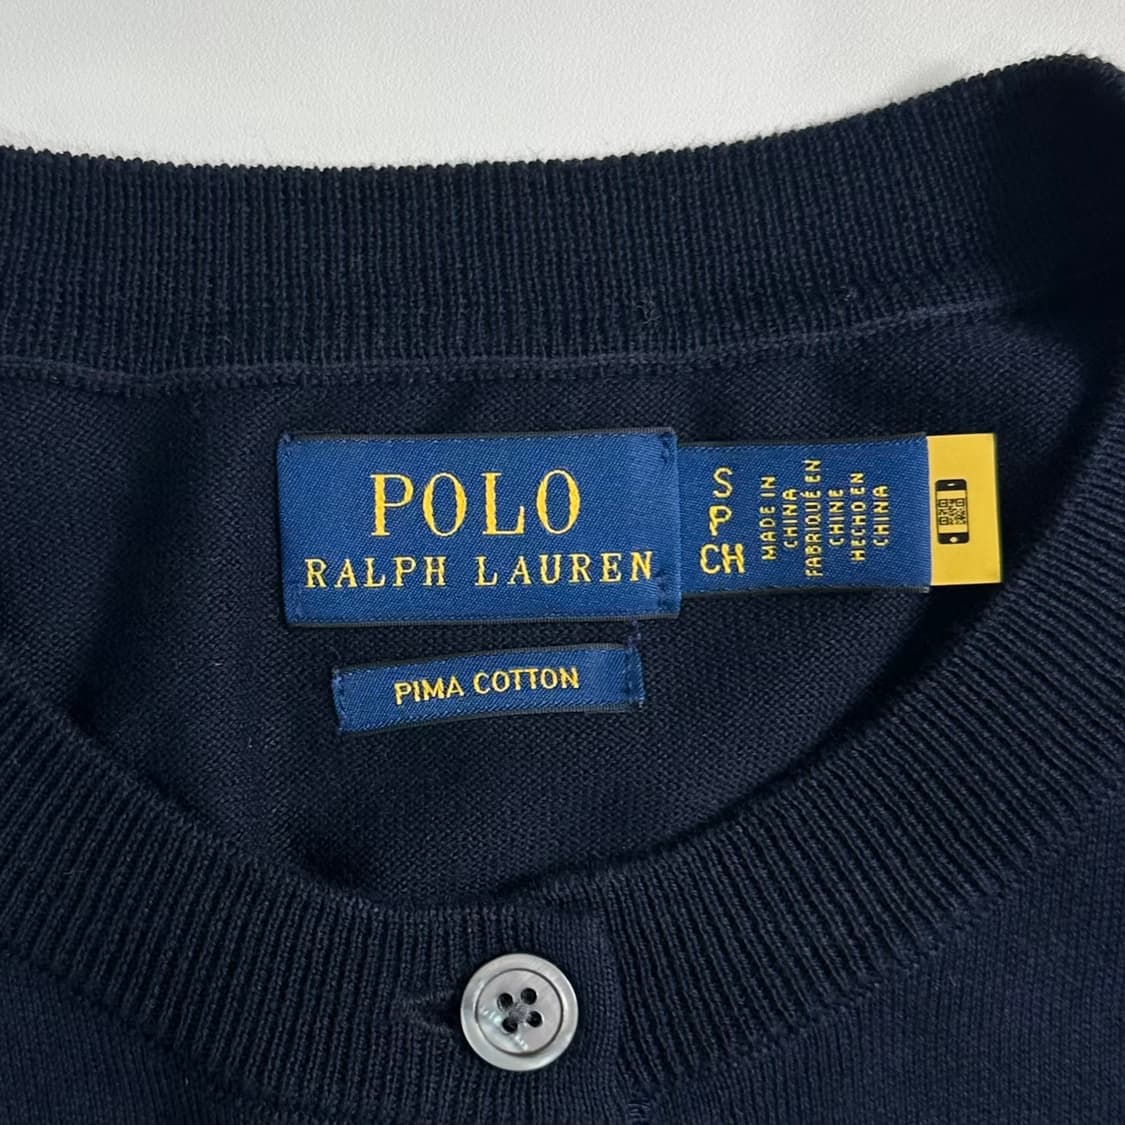 POLO
RALPH LAUREN
S
P
CH
MADE IN
CHINA
FABRIQUÉ EN
CHINE
HECHO EN
CHINA
PIMA COTTON